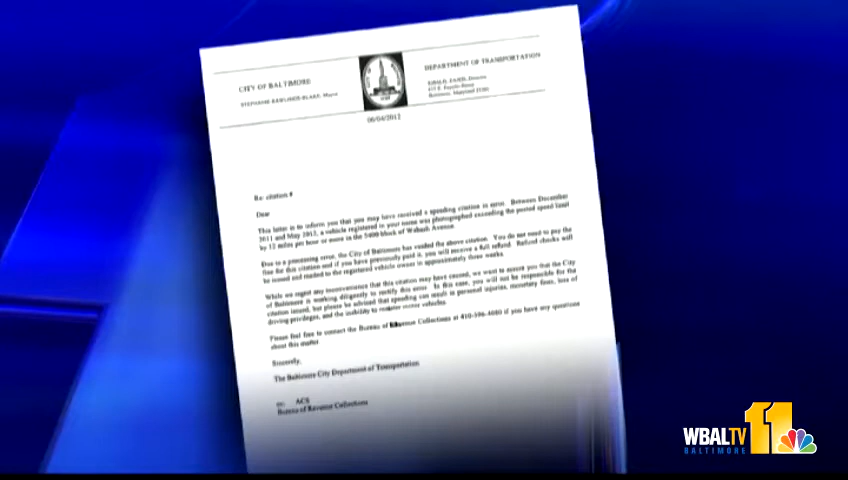 CITY OF BALTIMORE
STEPHANIE RAWLINGS-BLAKE, Mayor
DEPARTMENT OF TRANSPORTATION
Baltimore, Maryland 21202
06/04/2012
Re: citation #
Dear
This letter is to inform you that you may have received a speeding citation in error. Between December
2011 and May 2012, a vehicle registered in your name was photographed exceeding the posted speed limit
by 12 miles per hour or more in the 5400 block of Wabash Avenue.
Due to a processing error, the City of Baltimore has voided the above citation. You do not need to pay the
fine for this citation and if you have previously paid it, you will receive a full refund. Refund checks will
be issued and mailed to the registered vehicle owner in approximately three weeks.
While we regret any inconvenience that this citation may have caused, we want to assure you that the City
of Baltimore is working diligently to rectify this error. In this case, you will not be responsible for the
citation issued, but please be advised that speeding can result in personal injuries, monetary fines, loss of
driving privileges, and the inability to register motor vehicles.
Please feel free to contact the Bureau of Revenue Collections at 410-396-4080 if you have any questions
about this matter.
Sincerely,
The Baltimore City Department of Transportation
cc: ACS
Bureau of Revenue Collections
WBALTV 11
BALTIMORE